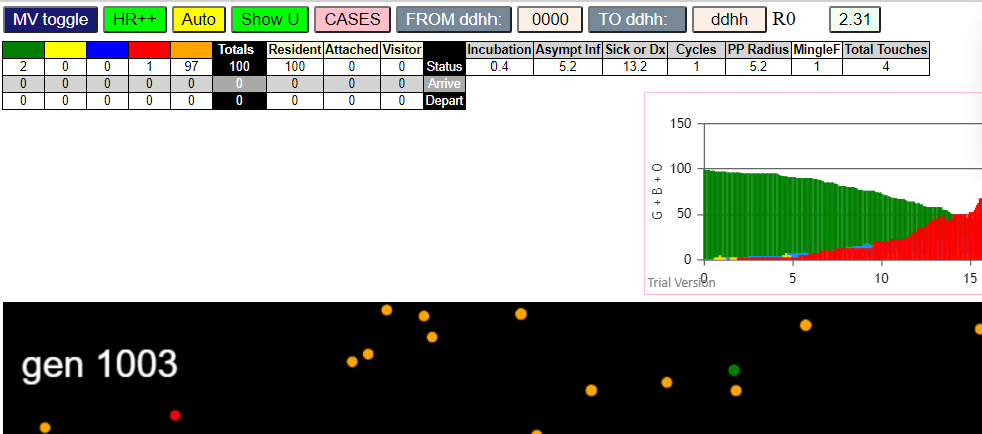 MV toggle HR++ Auto Show U CASES FROM ddhh: 0000 TO ddhh: ddhh R0 2.31
Totals Resident Attached Visitor Incubation Asympt Inf Sick or Dx Cycles PP Radius MingleF Total Touches
2 0 0 1 97 100 100 0 0 Status 0.4 5.2 13.2 1 5.2 1 4
0 0 0 0 0 0 0 0 0 Arrive
0 0 0 0 0 0 0 0 0 Depart
150
100
50
0
G + B + O
0 5 10 15
Trial Version
gen 1003